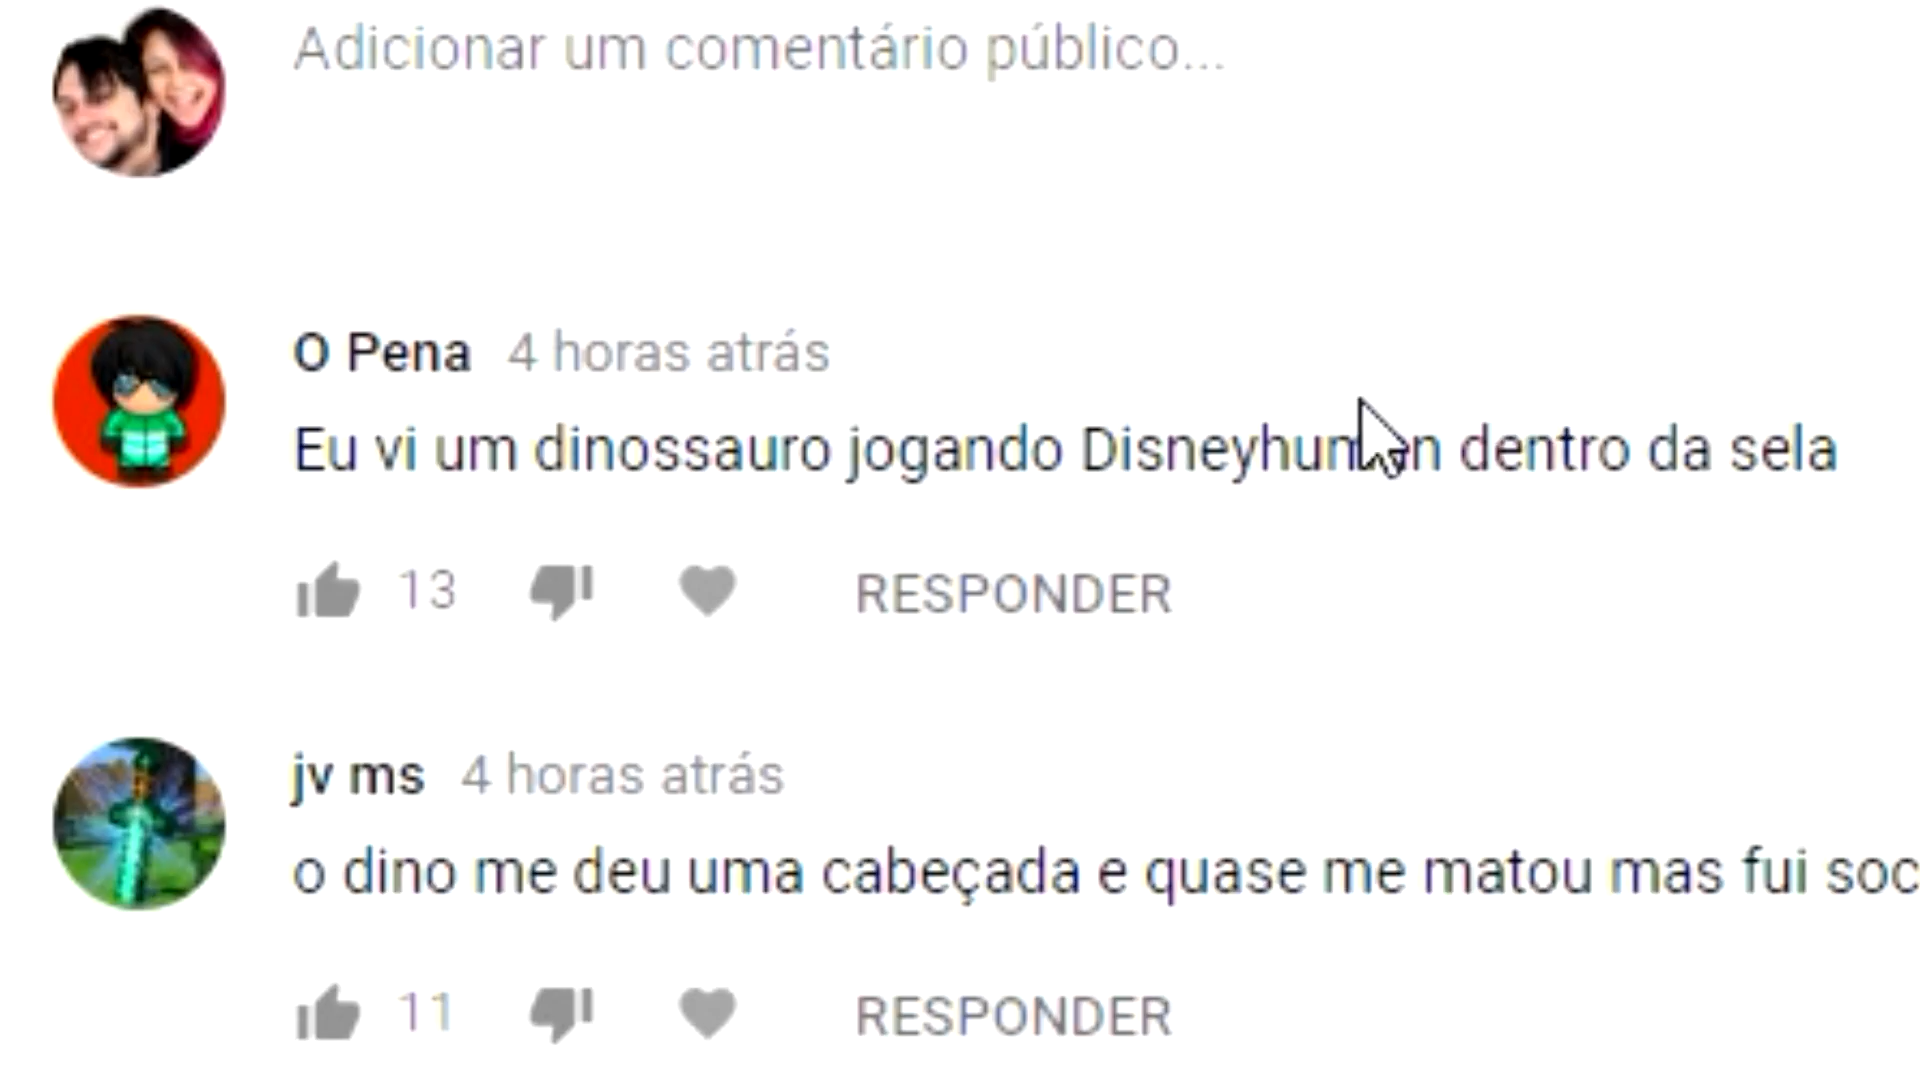 Adicionar um comentário público...
O Pena 4 horas atrás
Eu vi um dinossauro jogando dentro da sela
13 RESPONDER
jv ms 4 horas atrás
o dino me deu uma cabeçada e quase me matou mas fui soc
11 RESPONDER